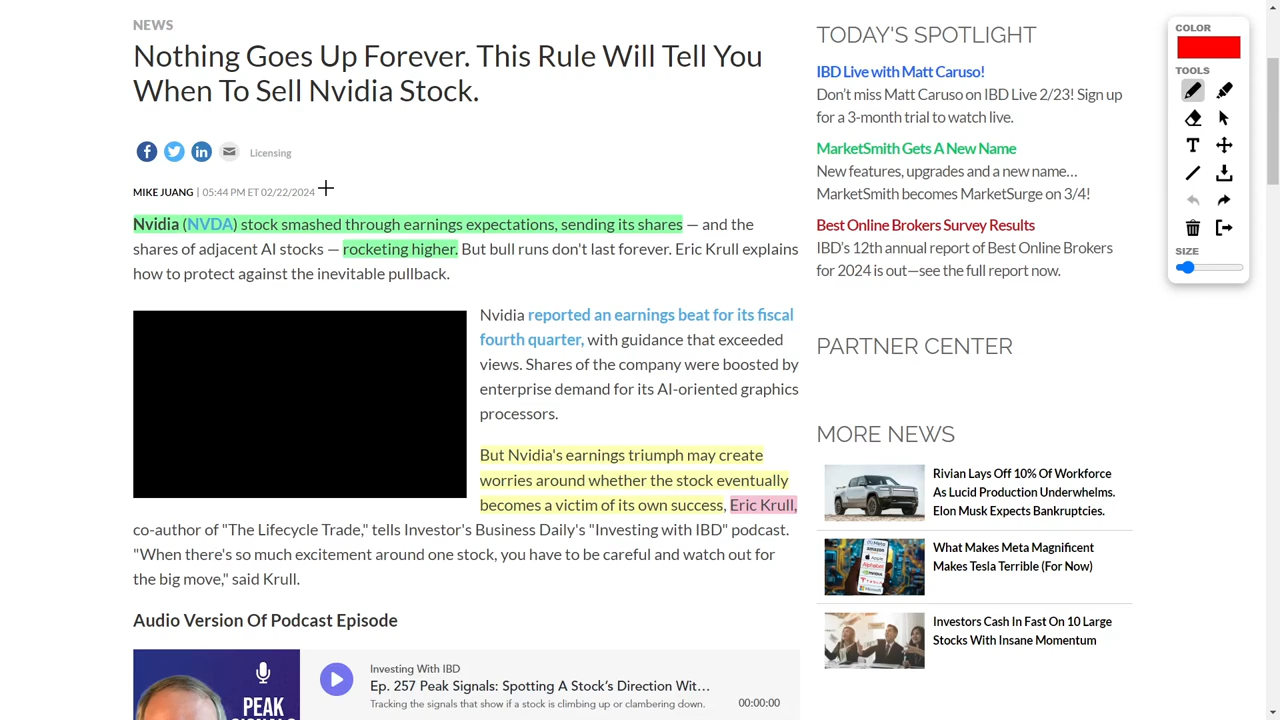 NEWS
Nothing Goes Up Forever. This Rule Will Tell You
When To Sell Nvidia Stock.
Licensing
MIKE JUANG | 05:44 PM ET 02/22/2024
Nvidia (NVDA) stock smashed through earnings expectations, sending its shares — and the
shares of adjacent AI stocks — rocketing higher. But bull runs don't last forever. Eric Krull explains
how to protect against the inevitable pullback.
Nvidia reported an earnings beat for its fiscal
fourth quarter, with guidance that exceeded
views. Shares of the company were boosted by
enterprise demand for its AI-oriented graphics
processors.
But Nvidia's earnings triumph may create
worries around whether the stock eventually
becomes a victim of its own success, Eric Krull,
co-author of "The Lifecycle Trade," tells Investor's Business Daily's "Investing with IBD" podcast.
"When there's so much excitement around one stock, you have to be careful and watch out for
the big move," said Krull.
Audio Version Of Podcast Episode
PEAK
Investing With IBD
Ep. 257 Peak Signals: Spotting A Stock's Direction Wit…
Tracking the signals that show if a stock is climbing up or clambering down.
00:00:00
TODAY'S SPOTLIGHT
IBD Live with Matt Caruso!
Don't miss Matt Caruso on IBD Live 2/23! Sign up
for a 3-month trial to watch live.
MarketSmith Gets A New Name
New features, upgrades and a new name…
MarketSmith becomes MarketSurge on 3/4!
Best Online Brokers Survey Results
IBD's 12th annual report of Best Online Brokers
for 2024 is out—see the full report now.
PARTNER CENTER
MORE NEWS
Rivian Lays Off 10% Of Workforce
As Lucid Production Underwhelms.
Elon Musk Expects Bankruptcies.
What Makes Meta Magnificent
Makes Tesla Terrible (For Now)
Investors Cash In Fast On 10 Large
Stocks With Insane Momentum
COLOR
TOOLS
SIZE